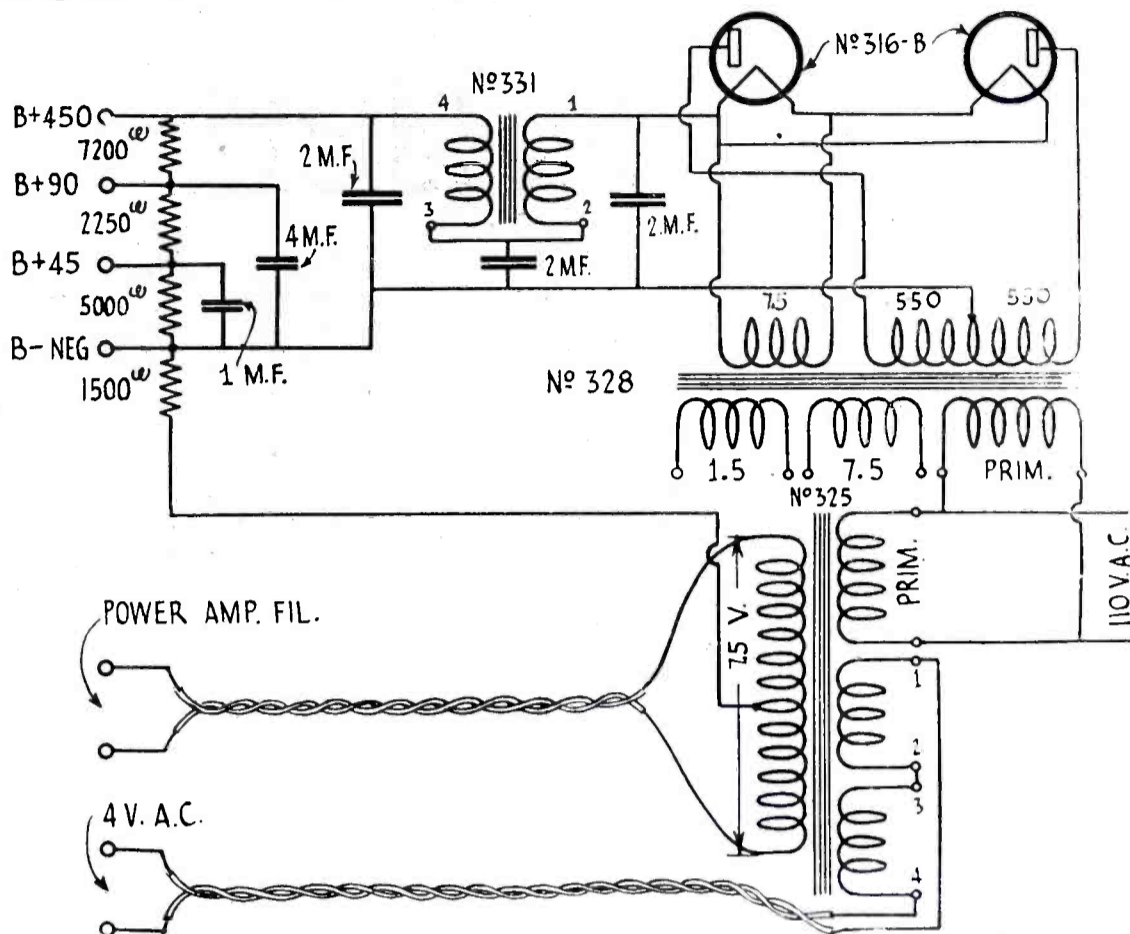 Nº 316-B
Nº 331
4
1
B+450
7200ω
2 M.F.
B+90
2250ω
3
2
2. M.F.
4 M.F.
2 MF.
B+45
5000ω
7.5
550
550
B- NEG
1 M.F.
1500ω
Nº 328
1.5
7.5
PRIM.
Nº 325
PRIM.
110 V. A.C.
POWER AMP. FIL.
7.5 V.
1
2
3
4 V. A.C.
4